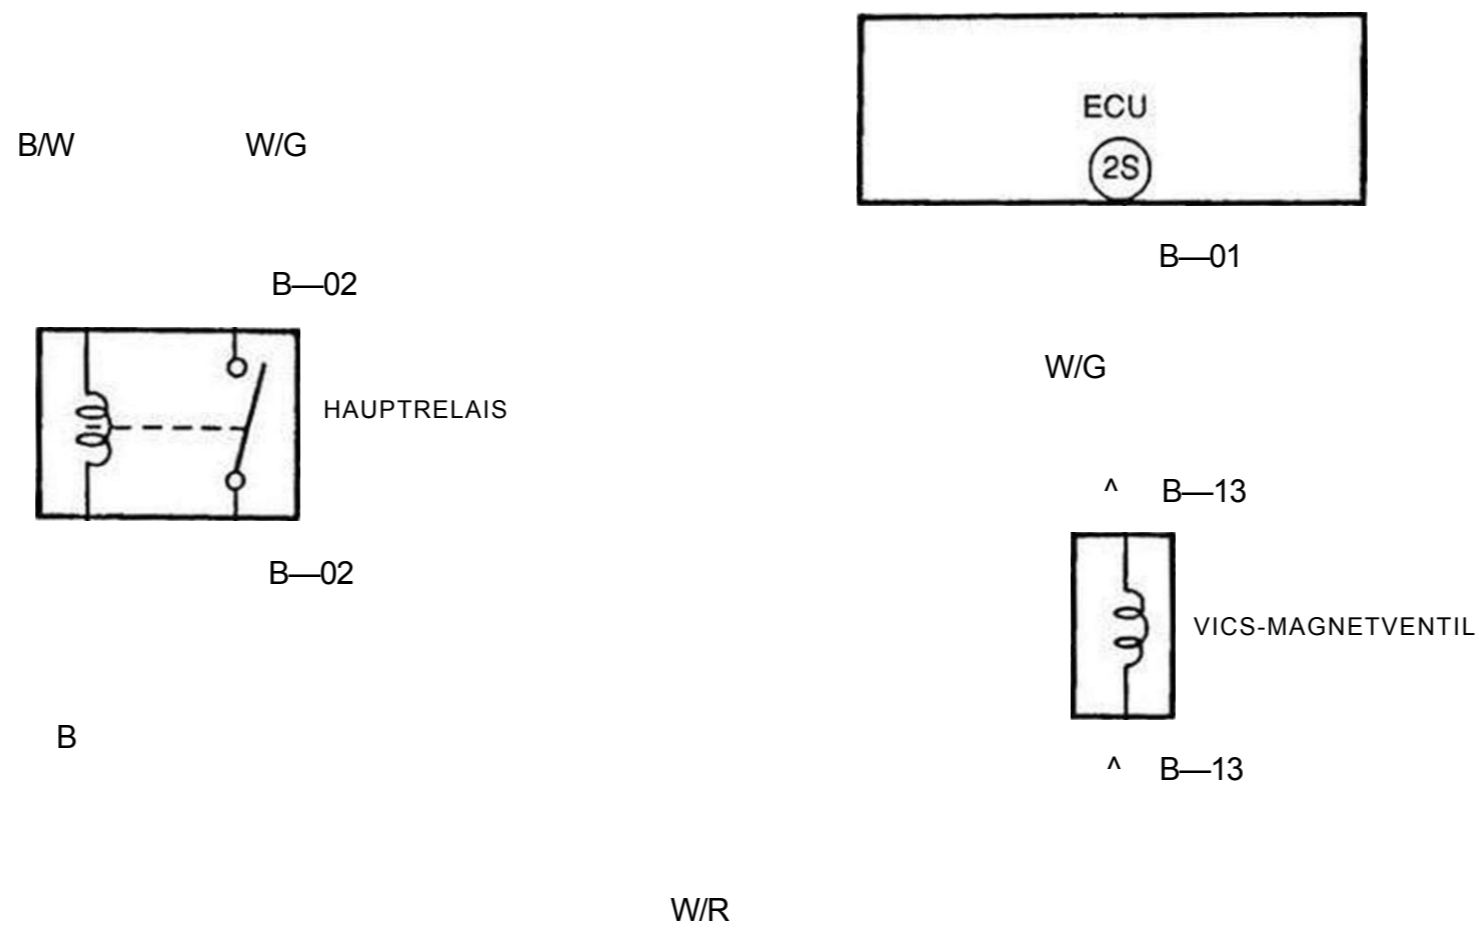 ECU
2S
B/W
W/G
B—01
B—02
W/G
HAUPTRELAIS
^ B—13
B—02
VICS-MAGNETVENTIL
B
^ B—13
W/R